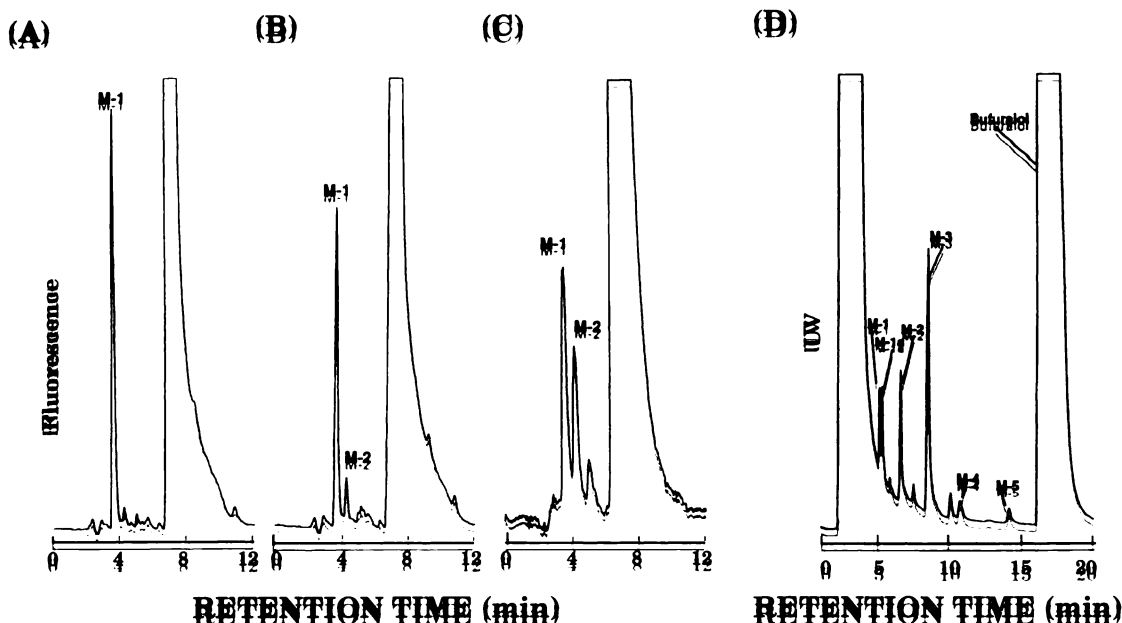 (A) (B) (C) (D)
M-1
M-1
M-2
M-1
M-2
Bufuralol
M-3
M-1
M-2
M-4
M-5
Fluorescence
UV
0 4 8 12 0 4 8 12 0 4 8 12 0 5 10 15 20
RETENTION TIME (min) RETENTION TIME (min)